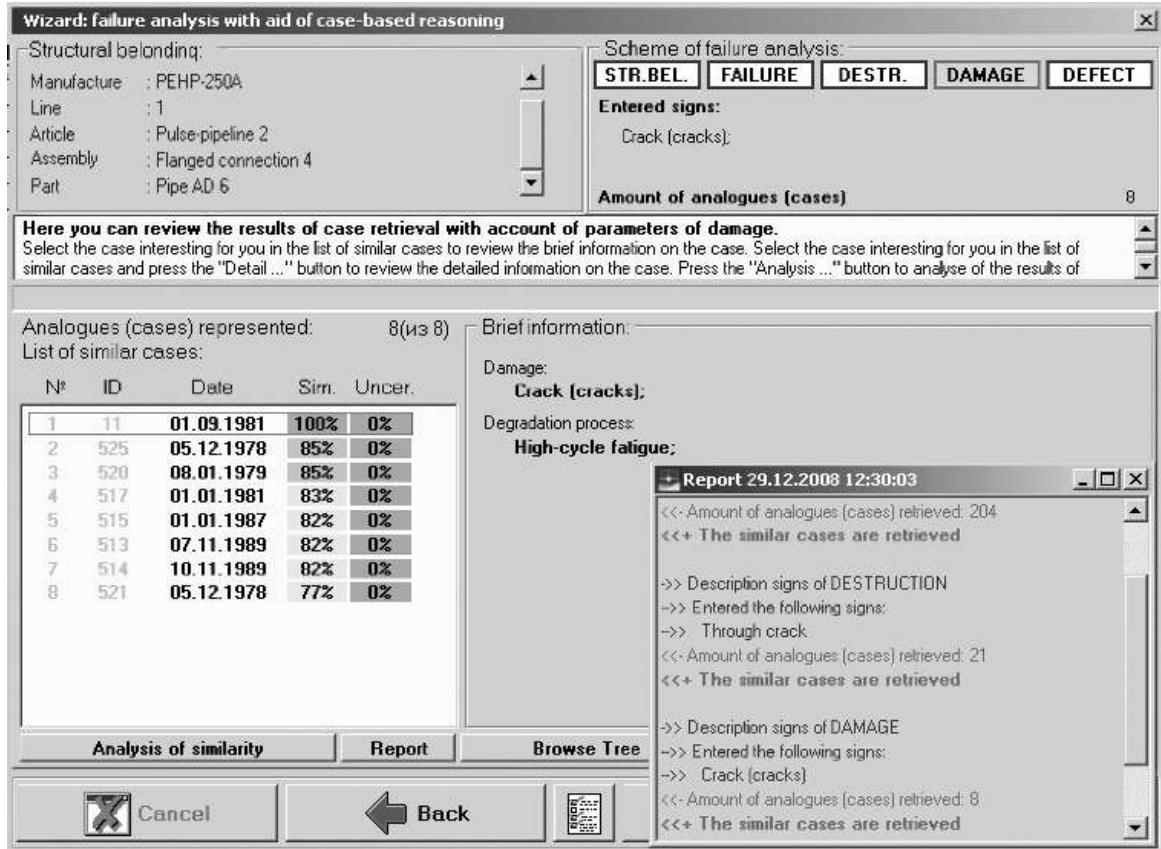 Wizard: failure analysis with aid of case-based reasoning
Structural belonding:
Manufacture : PEHP-250A
Line : 1
Article : Pulse-pipeline 2
Assembly : Flanged connection 4
Part : Pipe AD 6
Scheme of failure analysis:
STR.BEL. FAILURE DESTR. DAMAGE DEFECT
Entered signs:
Crack (cracks);
Amount of analogues (cases) 8
Here you can review the results of case retrieval with account of parameters of damage.
Select the case interesting for you in the list of similar cases to review the brief information on the case. Select the case interesting for you in the list of
similar cases and press the "Detail ..." button to review the detailed information on the case. Press the "Analysis ..." button to analyse of the results of
Analogues (cases) represented: 8(из 8)
List of similar cases:
№ ID Date Sim. Uncer.
1 11 01.09.1981 100% 0%
2 525 05.12.1978 85% 0%
3 520 08.01.1979 85% 0%
4 517 01.01.1981 83% 0%
5 515 01.01.1987 82% 0%
6 513 07.11.1989 82% 0%
7 514 10.11.1989 82% 0%
8 521 05.12.1978 77% 0%
Analysis of similarity Report
Brief information:
Damage:
Crack (cracks);
Degradation process:
High-cycle fatigue;
Browse Tree
Report 29.12.2008 12:30:03
<<- Amount of analogues (cases) retrieved: 204
<<+ The similar cases are retrieved
->> Description signs of DESTRUCTION
-->> Entered the following signs:
-->> Through crack
<<- Amount of analogues (cases) retrieved: 21
<<+ The similar cases are retrieved
->> Description signs of DAMAGE
-->> Entered the following signs:
-->> Crack (cracks)
<<- Amount of analogues (cases) retrieved: 8
<<+ The similar cases are retrieved
Cancel Back